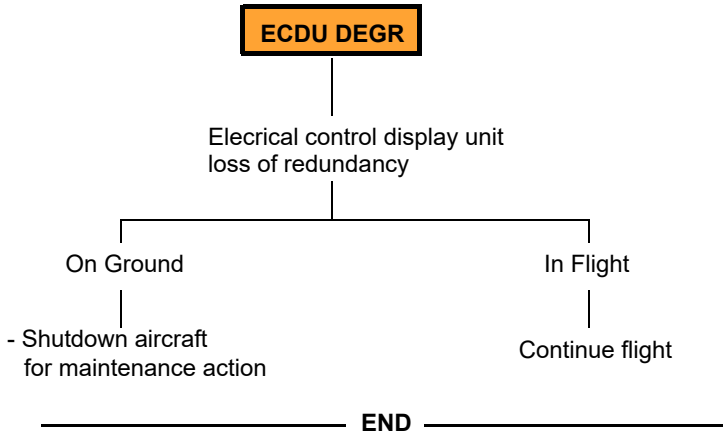 ECDU DEGR
Elecrical control display unit
loss of redundancy
On Ground
In Flight
- Shutdown aircraft
for maintenance action
Continue flight
END